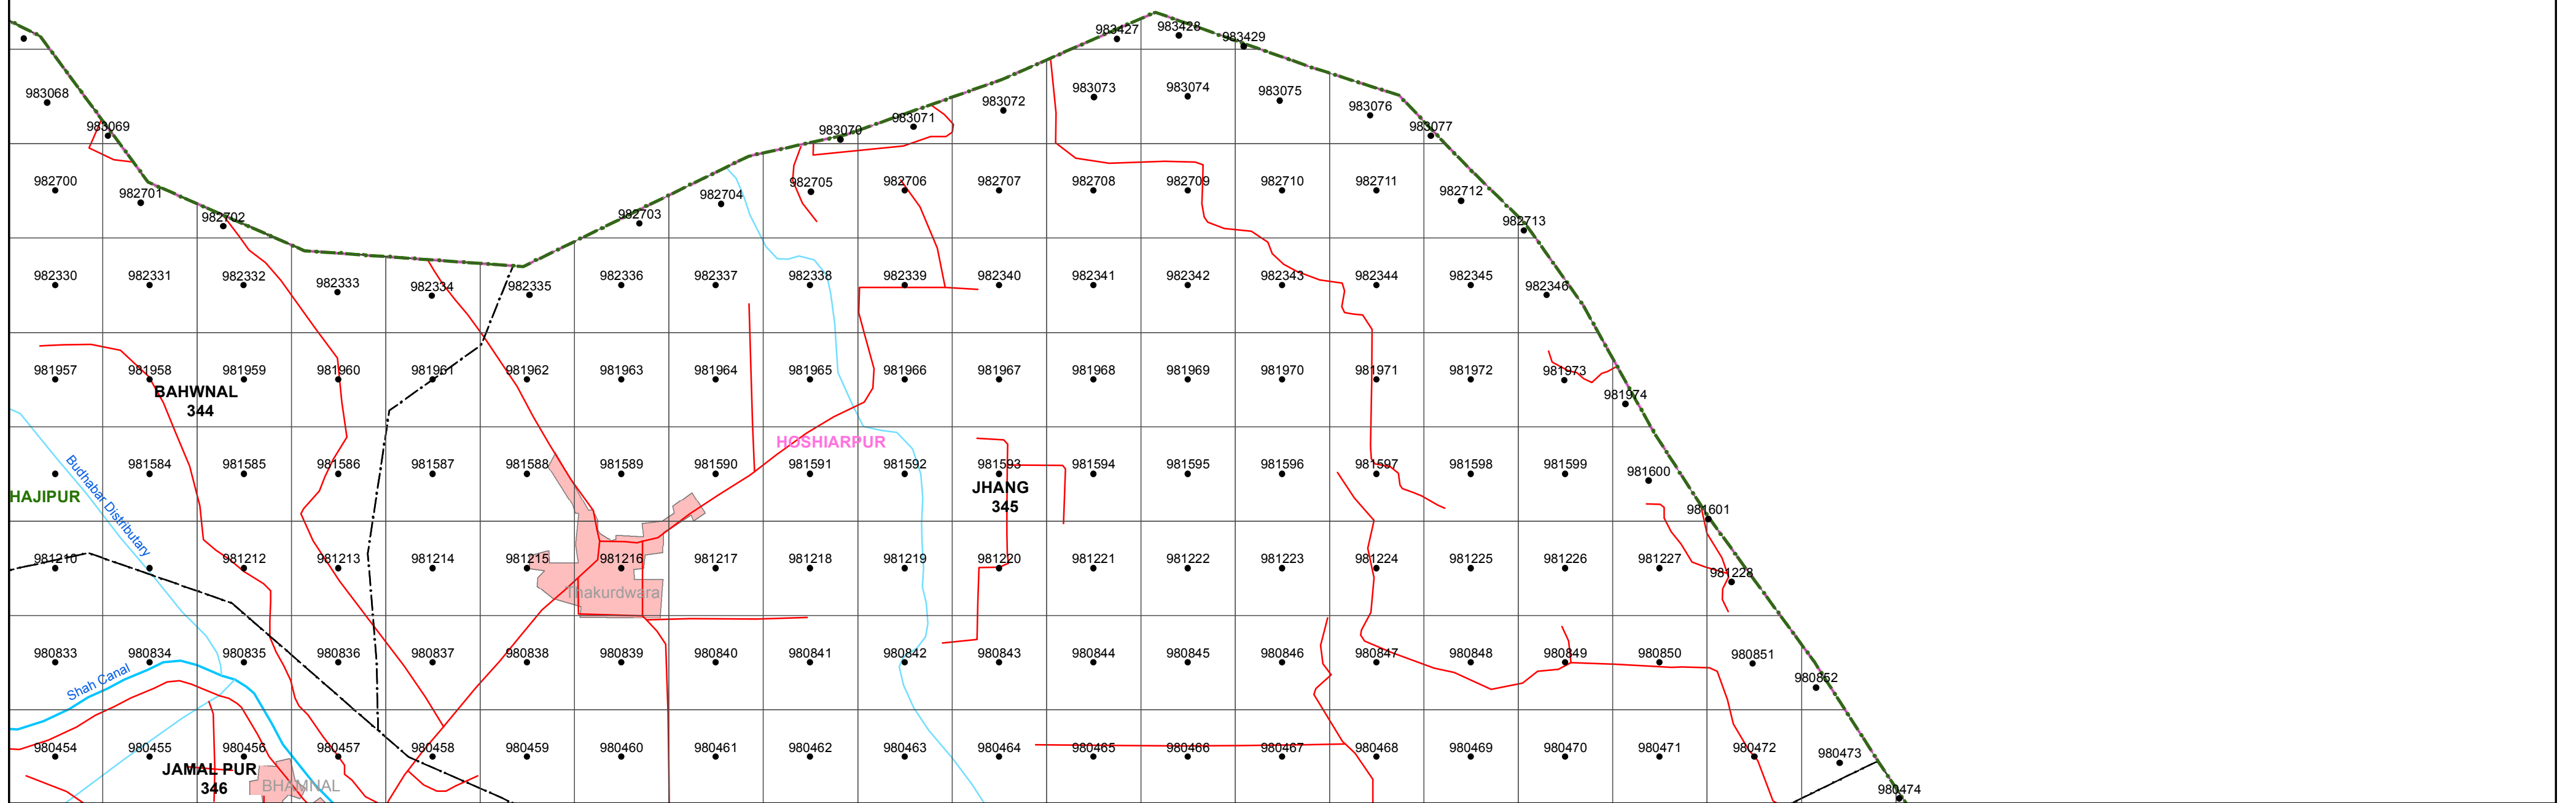 983427 983428 983429
983068 983069 983070 983071 983072 983073 983074 983075 983076 983077
982700 982701 982702 982703 982704 982705 982706 982707 982708 982709 982710 982711 982712 982713
982330 982331 982332 982333 982334 982335 982336 982337 982338 982339 982340 982341 982342 982343 982344 982345 982346
981957 981958 981959 981960 981961 981962 981963 981964 981965 981966 981967 981968 981969 981970 981971 981972 981973 981974
BAHWNAL
344
HOSHIARPUR
981584 981585 981586 981587 981588 981589 981590 981591 981592 981593 981594 981595 981596 981597 981598 981599 981600 981601
HAJIPUR
Budhabar Distributary
JHANG
345
981210 981212 981213 981214 981215 981216 981217 981218 981219 981220 981221 981222 981223 981224 981225 981226 981227 981228
Thakurdwara
980833 980834 980835 980836 980837 980838 980839 980840 980841 980842 980843 980844 980845 980846 980847 980848 980849 980850 980851 980852
Shah Canal
980454 980455 980456 980457 980458 980459 980460 980461 980462 980463 980464 980465 980466 980467 980468 980469 980470 980471 980472 980473 980474
JAMAL PUR
346
BHAMNAL